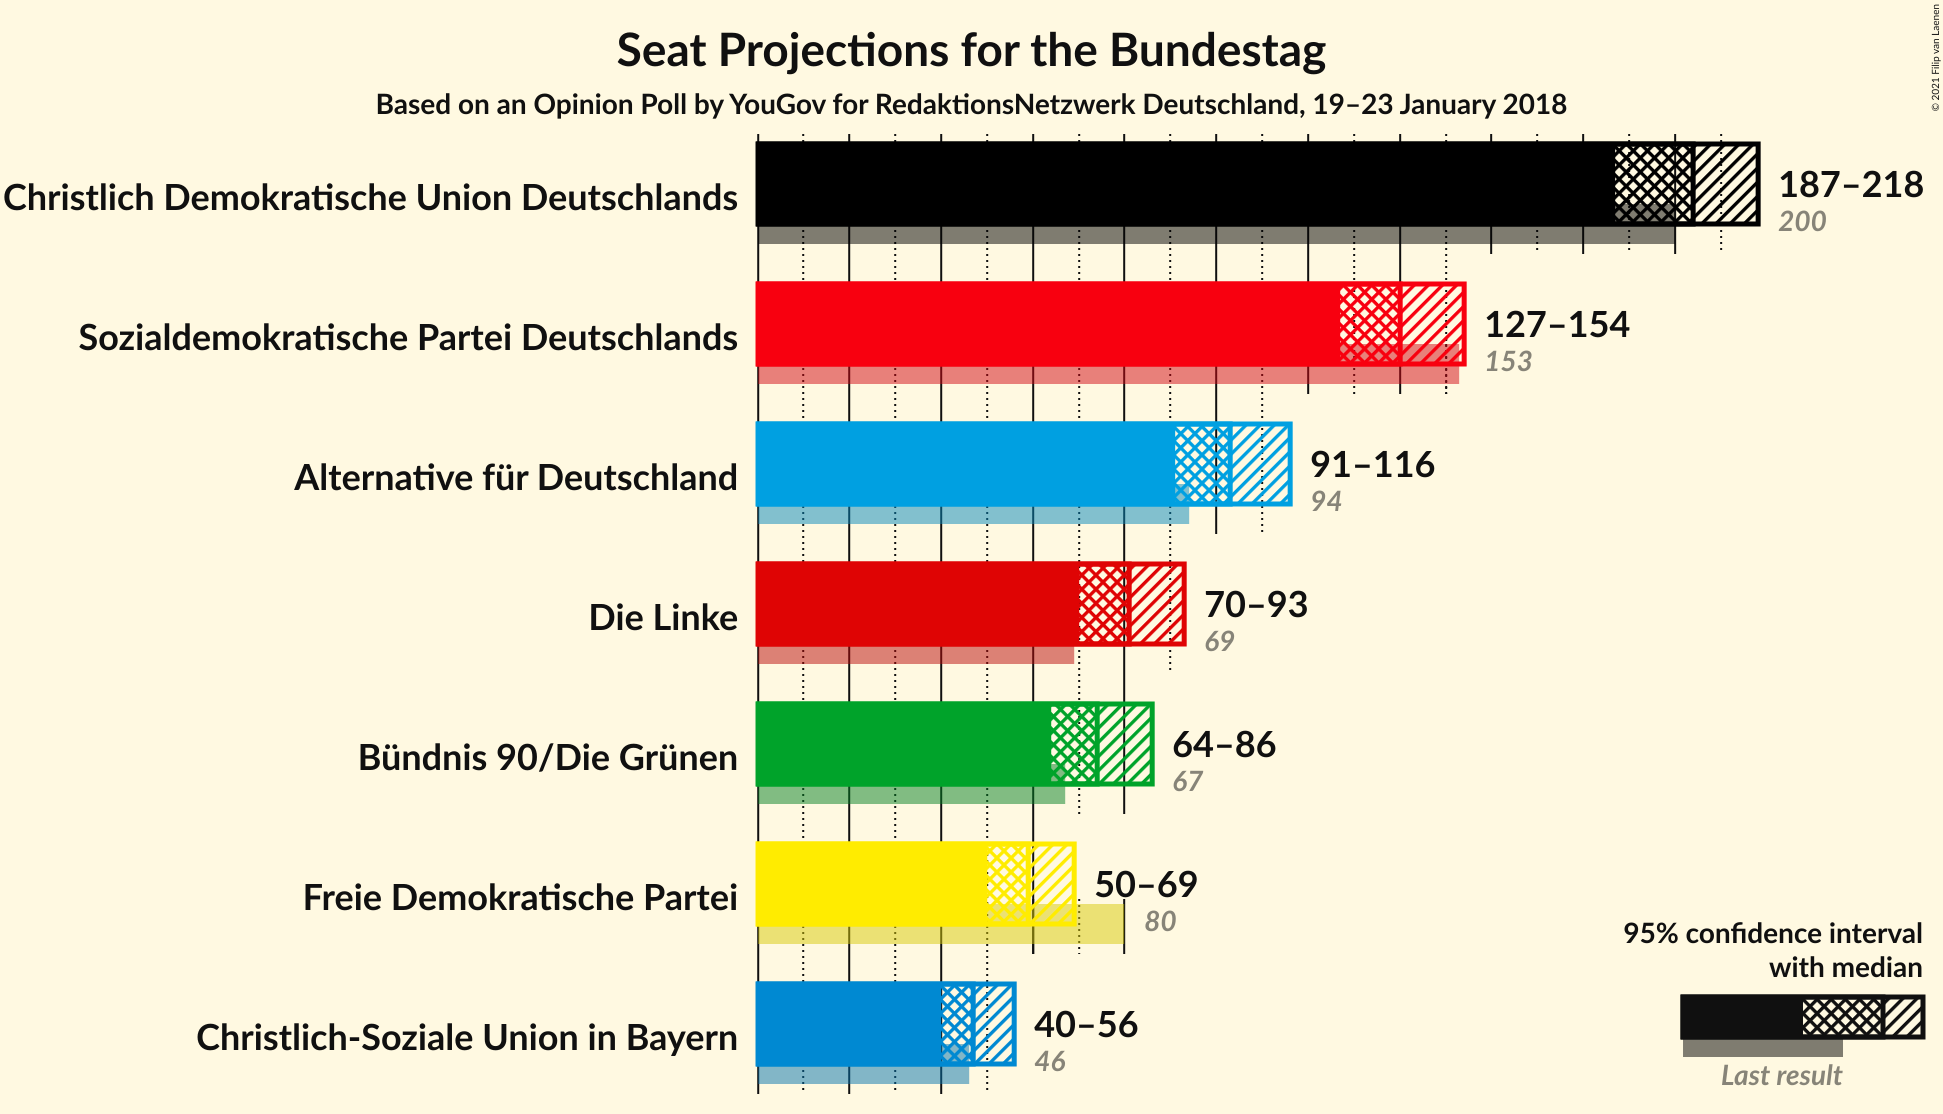 Seat Projections for the Bundestag
Based on an Opinion Poll by YouGov for RedaktionsNetzwerk Deutschland, 19–23 January 2018
© 2021 Filip van Laenen
Christlich Demokratische Union Deutschlands
187–218
200
Sozialdemokratische Partei Deutschlands
127–154
153
Alternative für Deutschland
91–116
94
Die Linke
70–93
69
Bündnis 90/Die Grünen
64–86
67
Freie Demokratische Partei
50–69
80
Christlich-Soziale Union in Bayern
40–56
46
95% confidence interval
with median
Last result